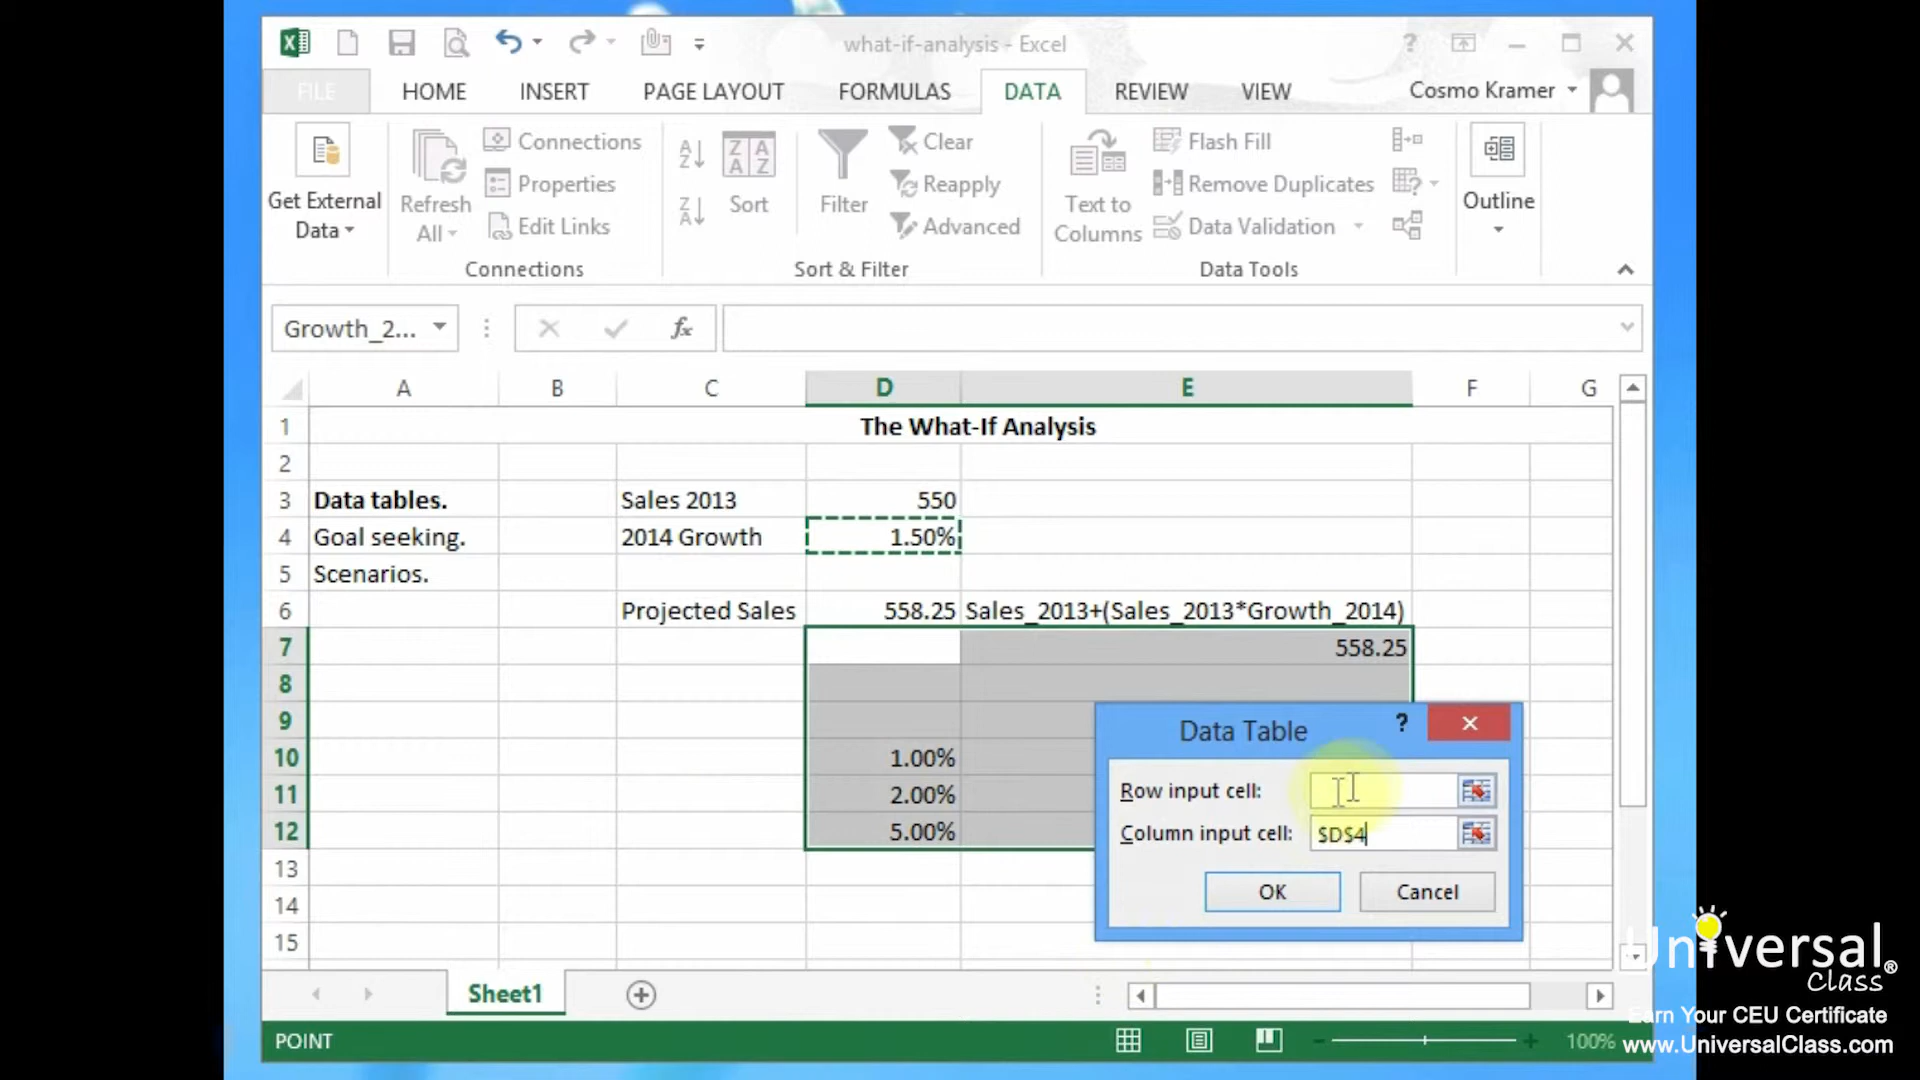 what-if-analysis - Excel
?
FILE HOME INSERT PAGE LAYOUT FORMULAS DATA REVIEW VIEW Cosmo Kramer
Get External Data
Refresh All
Connections
Properties
Edit Links
Connections
Sort
Filter
Clear
Reapply
Advanced
Sort & Filter
Text to Columns
Flash Fill
Remove Duplicates
Data Validation
Data Tools
Outline
Growth_2... fx
A B C D E F G
1 The What-If Analysis
2
3 Data tables. Sales 2013 550
4 Goal seeking. 2014 Growth 1.50%
5 Scenarios.
6 Projected Sales 558.25 Sales_2013+(Sales_2013*Growth_2014)
7 558.25
8
9
10 1.00%
11 2.00%
12 5.00%
13
14
15
Data Table ?
Row input cell:
Column input cell: $D$4
OK Cancel
Sheet1
POINT 100%
Universal
Class®
Earn Your CEU Certificate
www.UniversalClass.com